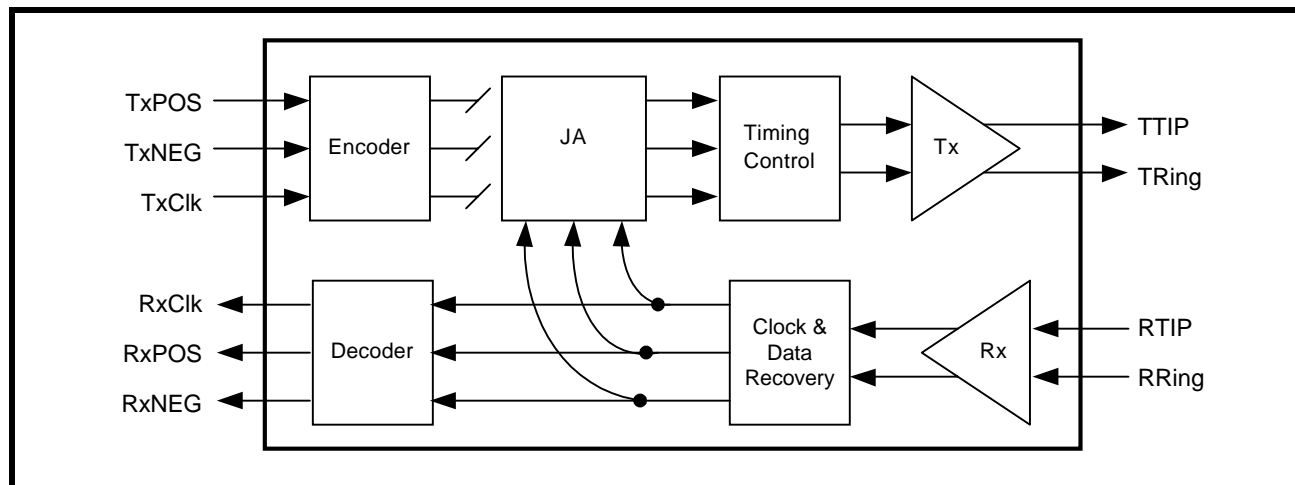 TxPOS
TxNEG
TxClk
Encoder
JA
Timing
Control
Tx
TTIP
TRing
RxClk
RxPOS
RxNEG
Decoder
Clock &
Data
Recovery
Rx
RTIP
RRing